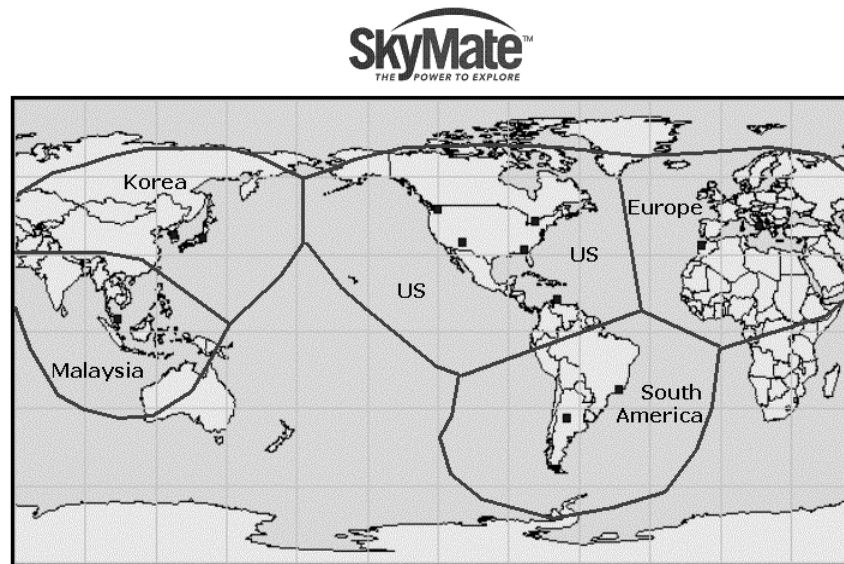 SkyMate™
THE POWER TO EXPLORE
Korea
Europe
US
US
Malaysia
South
America